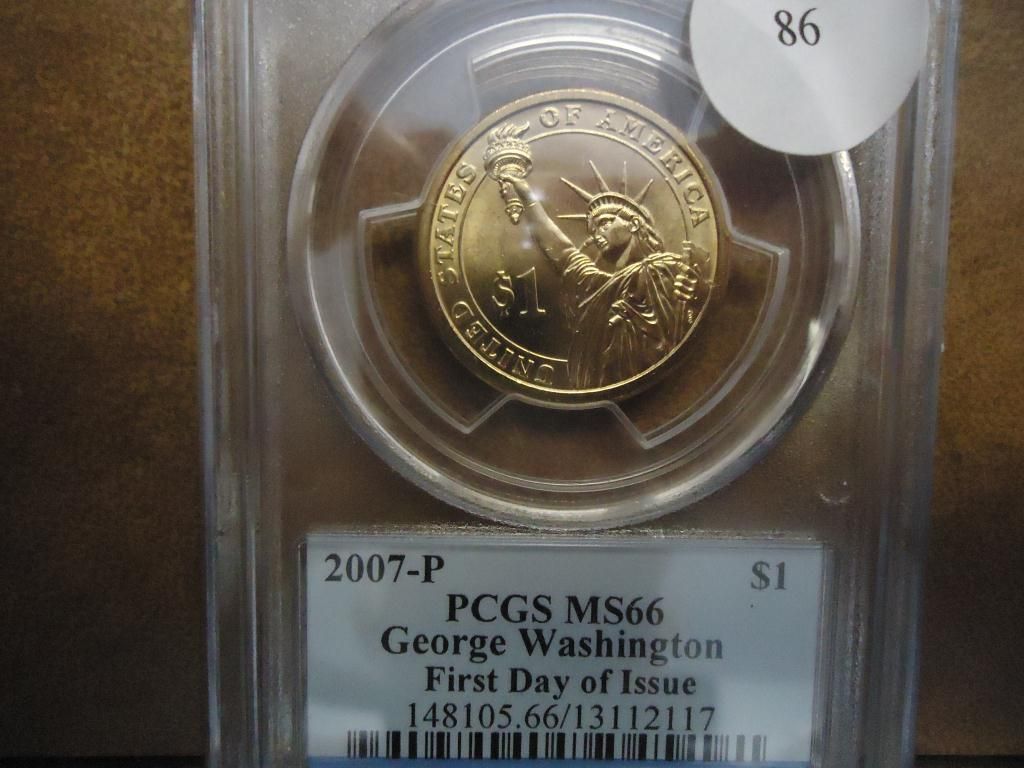 86
UNITED STATES OF AMERICA
$1
2007-P $1
PCGS MS66
George Washington
First Day of Issue
148105.66/13112117